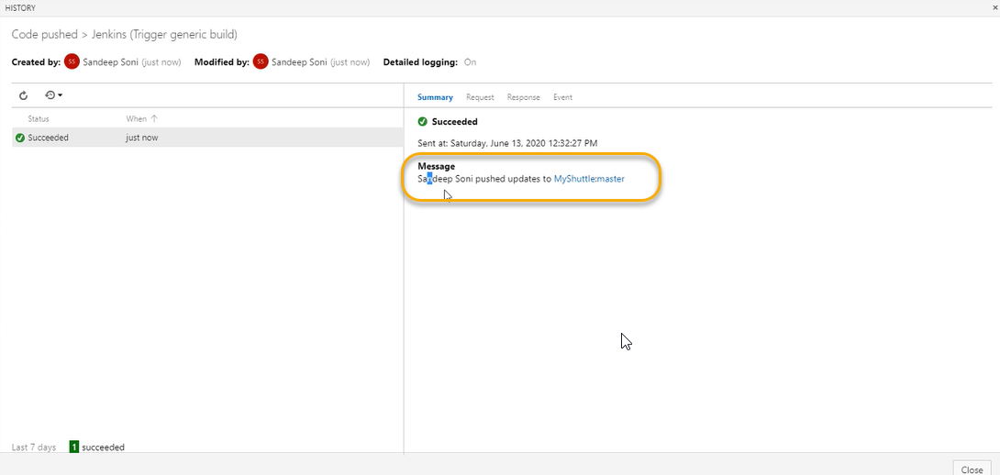 HISTORY
Code pushed > Jenkins (Trigger generic build)
Created by: SS Sandeep Soni (just now) Modified by: SS Sandeep Soni (just now) Detailed logging: On
Summary Request Response Event
Status When
Succeeded just now
Succeeded
Sent at: Saturday, June 13, 2020 12:32:27 PM
Message
Sandeep Soni pushed updates to MyShuttle:master
Last 7 days 1 succeeded
Close